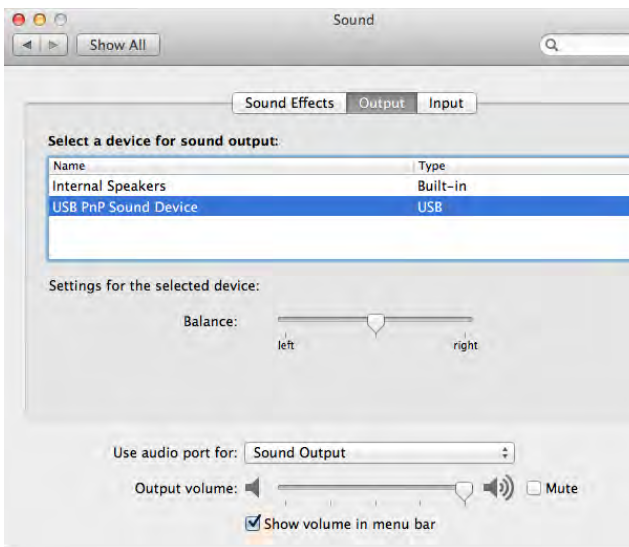 Sound
Show All
Sound Effects Output Input
Select a device for sound output:
Name Type
Internal Speakers Built-in
USB PnP Sound Device USB
Settings for the selected device:
Balance:
left right
Use audio port for: Sound Output
Output volume: Mute
Show volume in menu bar